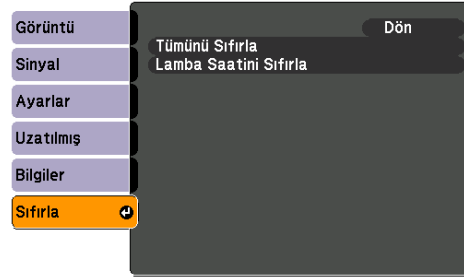 Görüntü
Sinyal
Ayarlar
Uzatılmış
Bilgiler
Sıfırla
Dön
Tümünü Sıfırla
Lamba Saatini Sıfırla